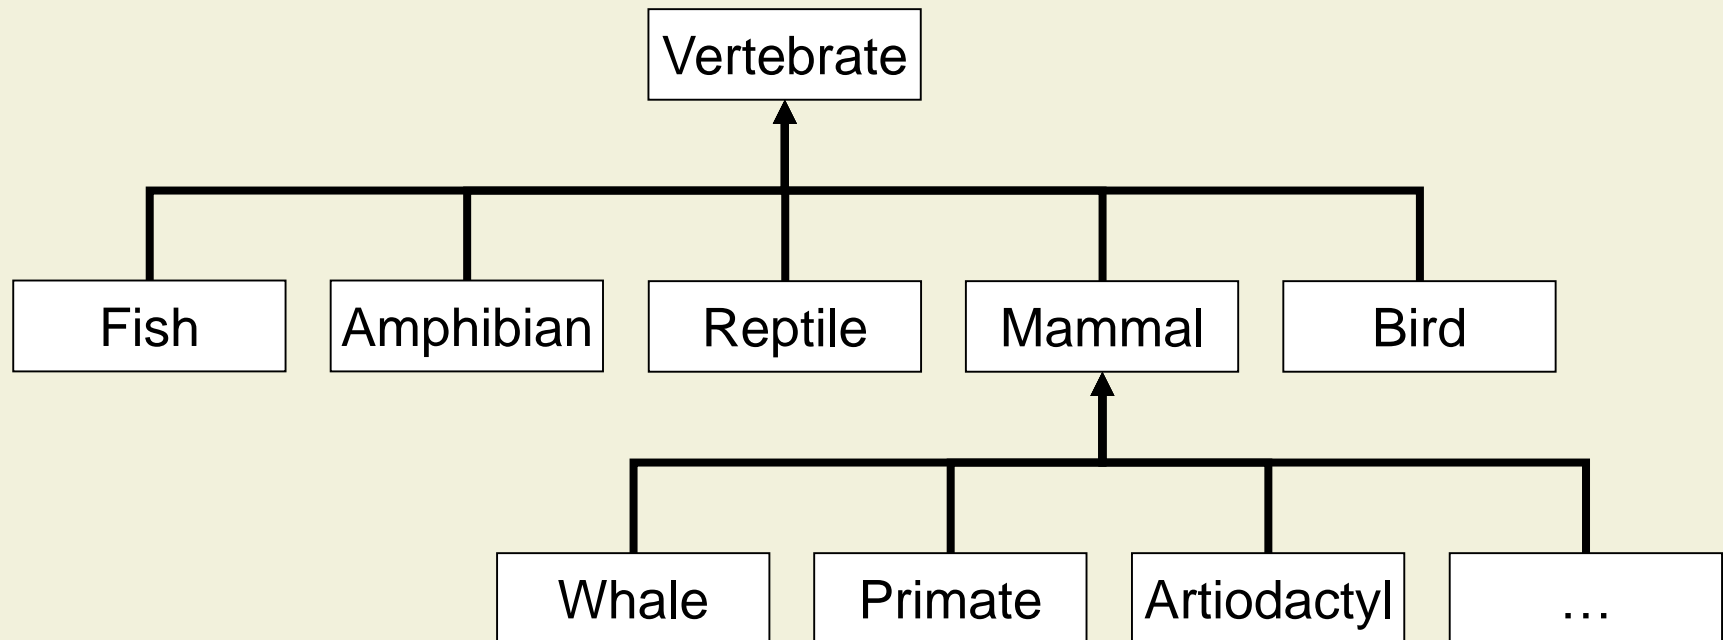 Vertebrate
Fish
Amphibian
Reptile
Mammal
Bird
Whale
Primate
Artiodactyl
…